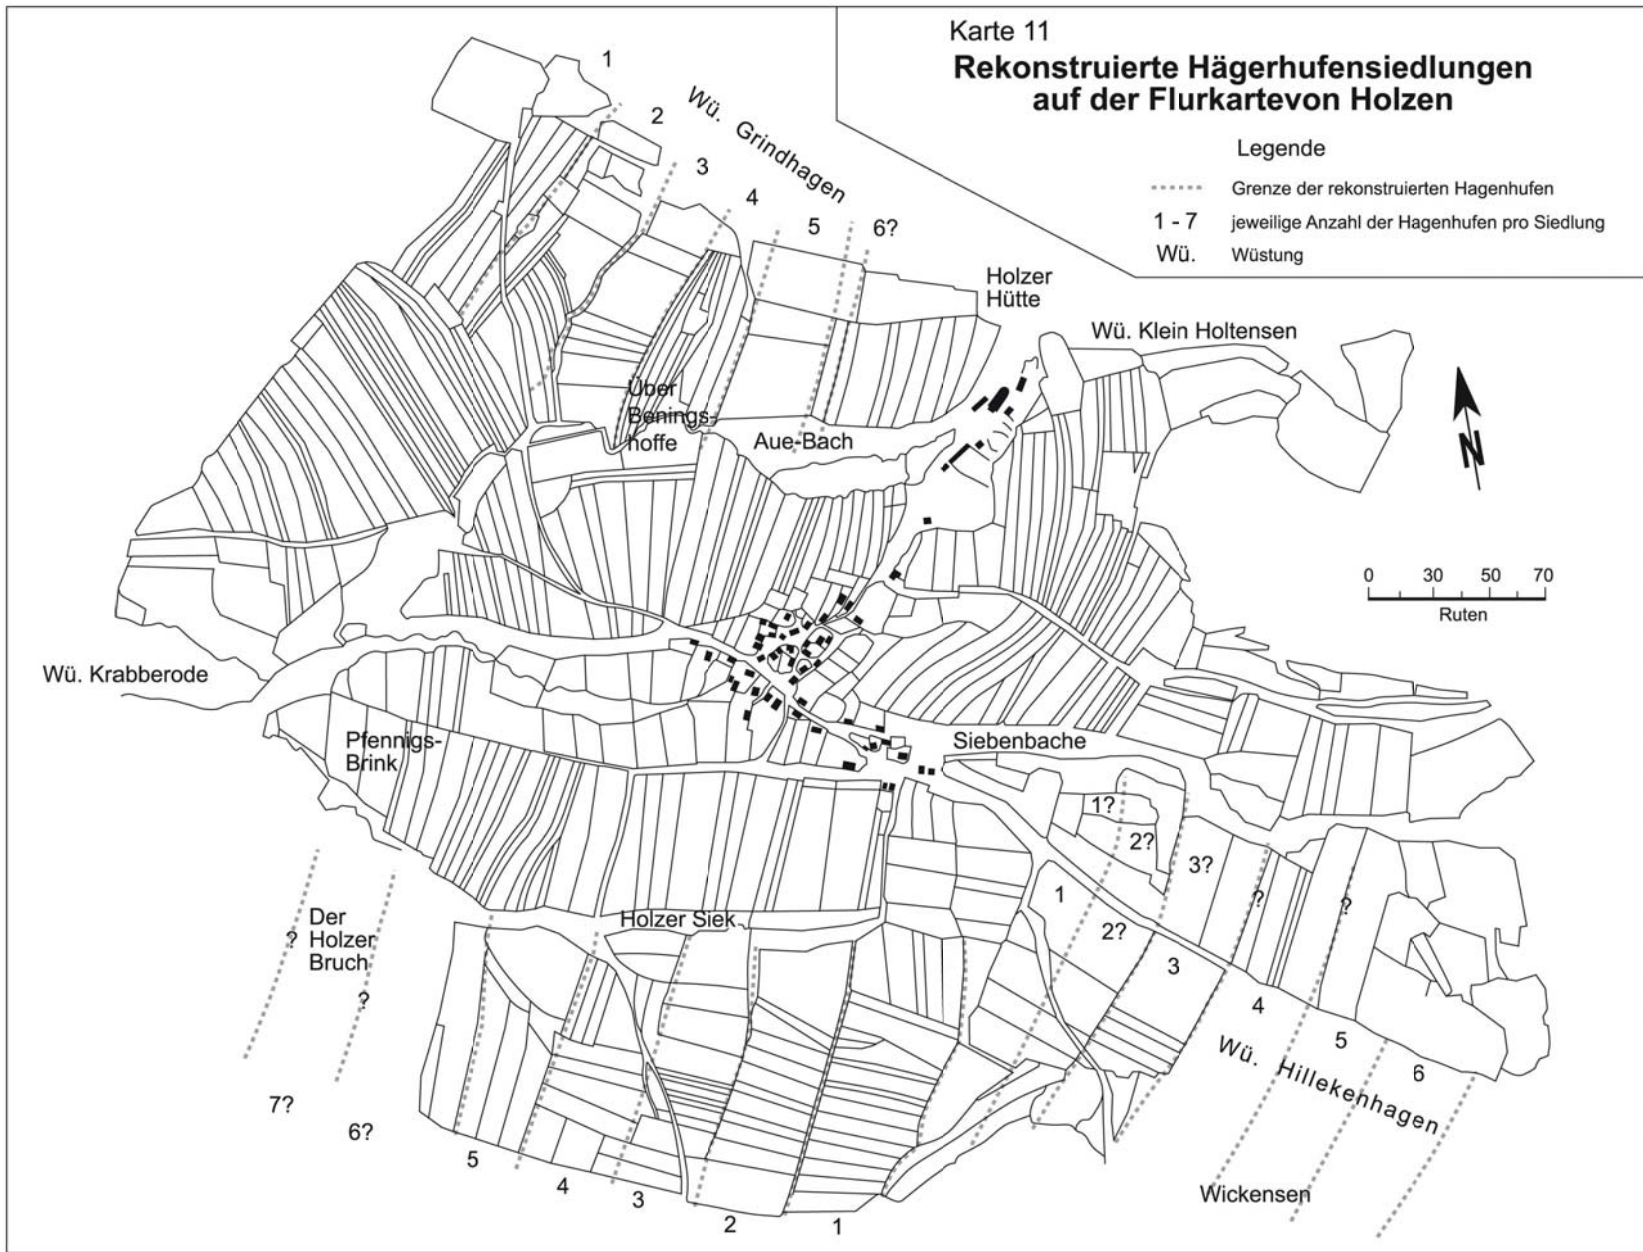 Karte 11
Rekonstruierte Hägerhufensiedlungen
auf der Flurkartevon Holzen
Legende
Grenze der rekonstruierten Hagenhufen
1 - 7 jeweilige Anzahl der Hagenhufen pro Siedlung
Wü. Wüstung
1
2
Wü. Grindhagen
3
4
5
6?
Holzer
Hütte
Wü. Klein Holtensen
Über
Benings-
hoffe
Aue-Bach
N
0 30 50 70
Ruten
Wü. Krabberode
Pfennigs-
Brink
Siebenbache
1?
2?
3?
?
?
1
2?
3
4
5
6
Wü. Hillekenhagen
Wickensen
Holzer Siek
Der
Holzer
Bruch
?
?
7?
6?
5
4
3
2
1